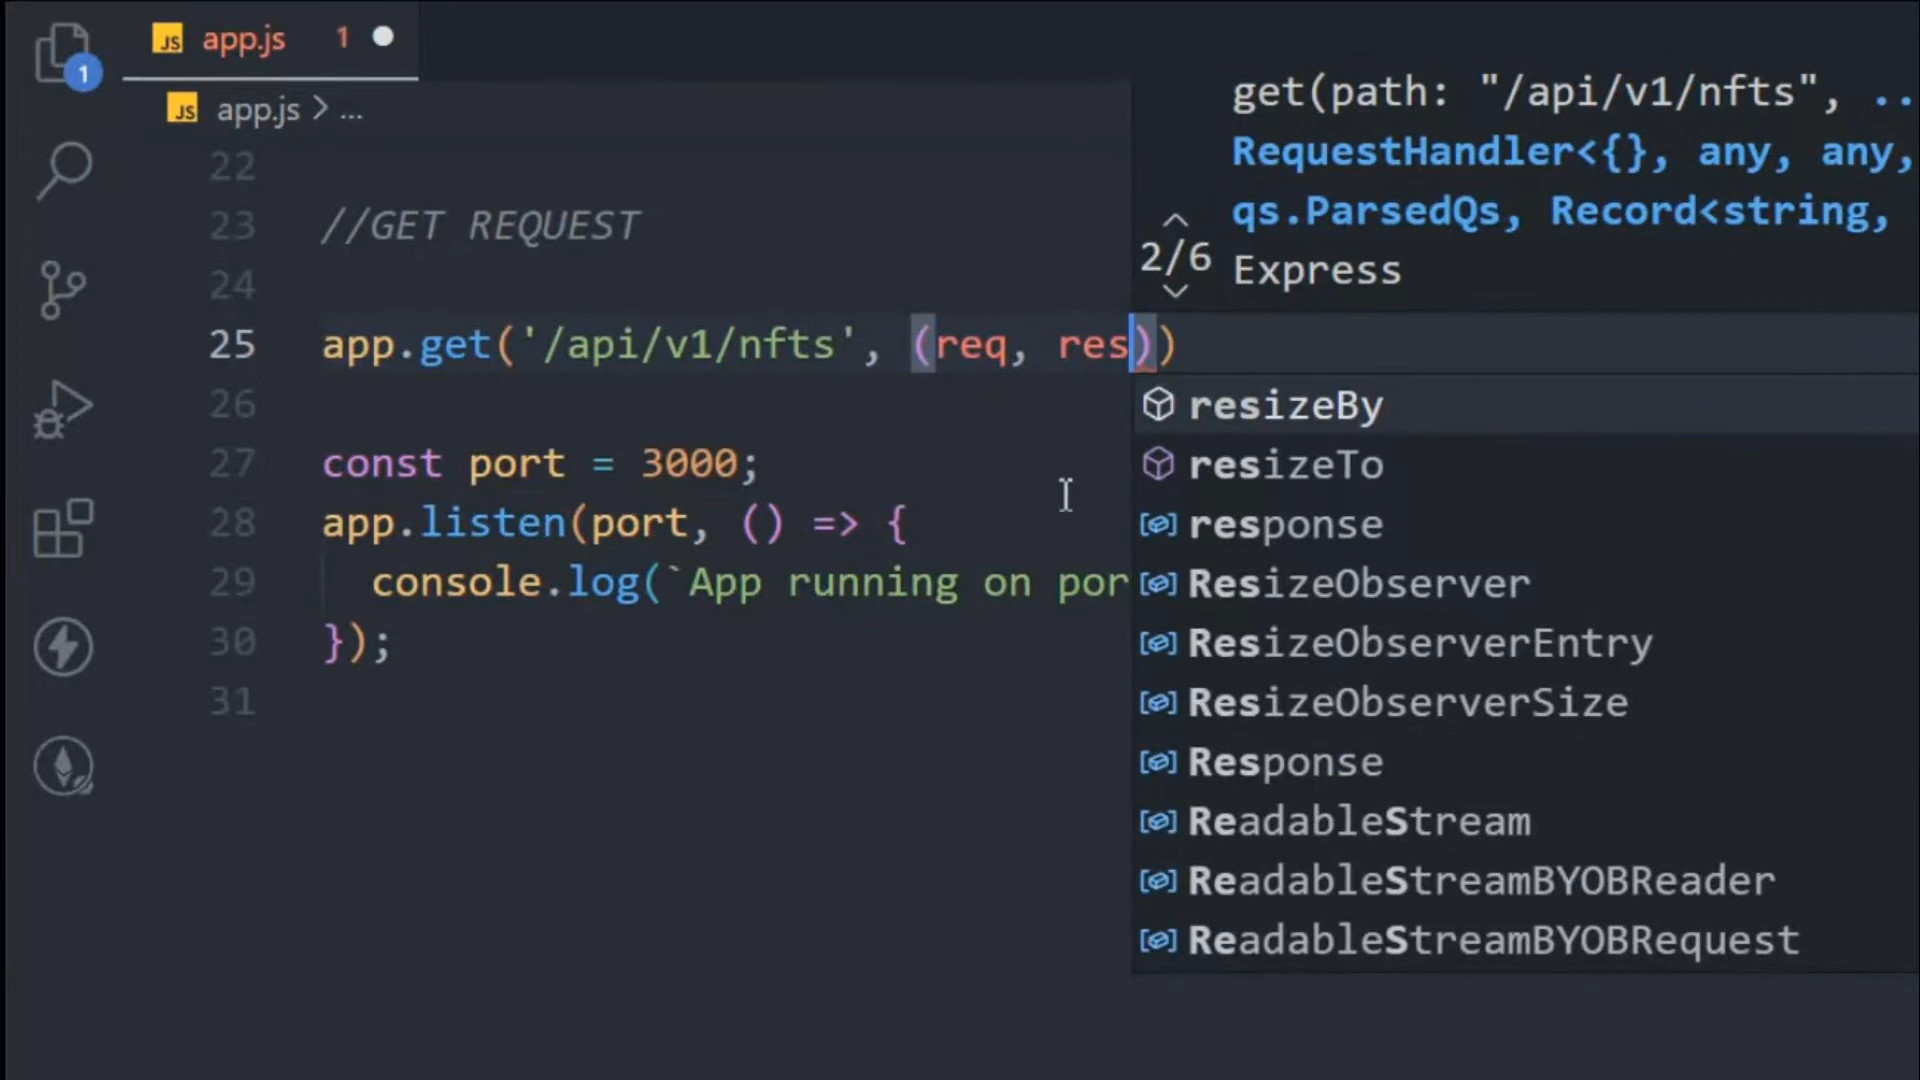 JS app.js 1
1
JS app.js > ...
get(path: "/api/v1/nfts", ..
RequestHandler<{}, any, any,
qs.ParsedQs, Record<string,
2/6 Express
22
23 //GET REQUEST
24
25 app.get('/api/v1/nfts', (req, res))
26
27 const port = 3000;
28 app.listen(port, () => {
29 console.log(`App running on por
30 });
31
resizeBy
resizeTo
response
ResizeObserver
ResizeObserverEntry
ResizeObserverSize
Response
ReadableStream
ReadableStreamBYOBReader
ReadableStreamBYOBRequest